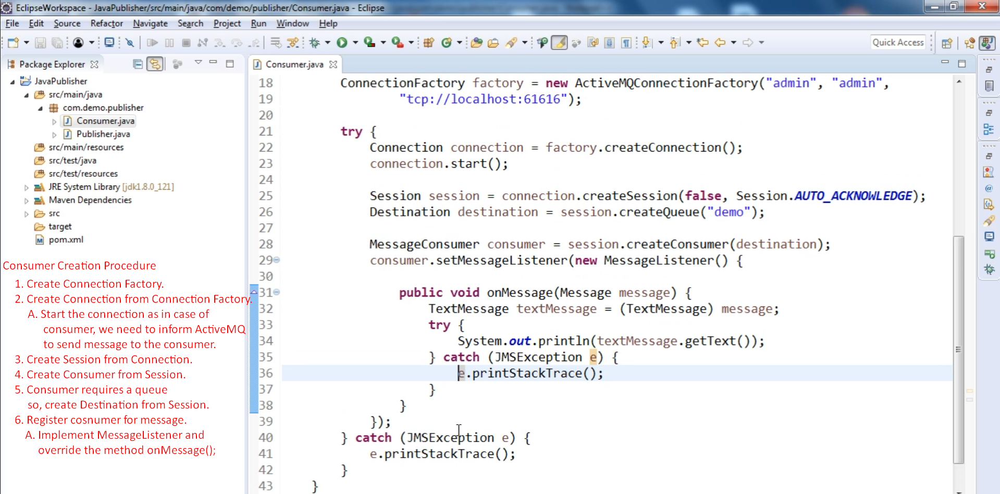 EclipseWorkspace - JavaPublisher/src/main/java/com/demo/publisher/Consumer.java - Eclipse
File Edit Source Refactor Navigate Search Project Run Window Help
Quick Access
Package Explorer
JavaPublisher
src/main/java
com.demo.publisher
Consumer.java
Publisher.java
src/main/resources
src/test/java
src/test/resources
JRE System Library [jdk1.8.0_121]
Maven Dependencies
src
target
pom.xml
Consumer Creation Procedure
1. Create Connection Factory.
2. Create Connection from Connection Factory.
A. Start the connection as in case of
consumer, we need to inform ActiveMQ
to send message to the consumer.
3. Create Session from Connection.
4. Create Consumer from Session.
5. Consumer requires a queue
so, create Destination from Session.
6. Register cosnumer for message.
A. Implement MessageListener and
override the method onMessage();
Consumer.java
18 ConnectionFactory factory = new ActiveMQConnectionFactory("admin", "admin",
19 "tcp://localhost:61616");
20
21 try {
22 Connection connection = factory.createConnection();
23 connection.start();
24
25 Session session = connection.createSession(false, Session.AUTO_ACKNOWLEDGE);
26 Destination destination = session.createQueue("demo");
27
28 MessageConsumer consumer = session.createConsumer(destination);
29 consumer.setMessageListener(new MessageListener() {
30
31 public void onMessage(Message message) {
32 TextMessage textMessage = (TextMessage) message;
33 try {
34 System.out.println(textMessage.getText());
35 } catch (JMSException e) {
36 e.printStackTrace();
37 }
38 }
39 });
40 } catch (JMSException e) {
41 e.printStackTrace();
42 }
43 }